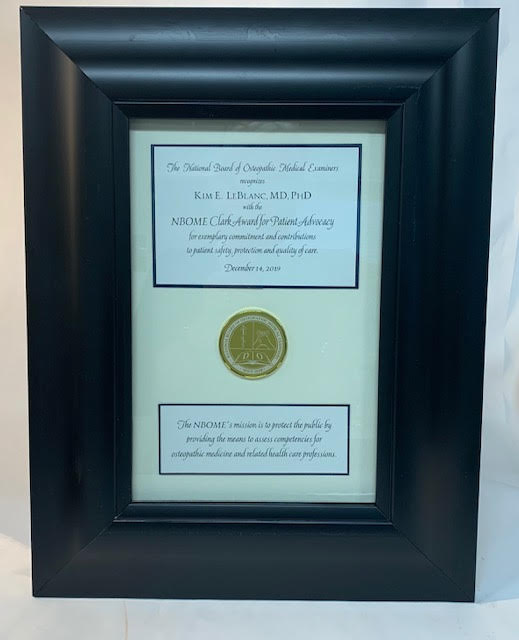 The National Board of Osteopathic Medical Examiners
recognizes
KIM E. LEBLANC, MD, PHD
with the
NBOME Clark Award for Patient Advocacy
for exemplary commitment and contributions
to patient safety, protection and quality of care.
December 14, 2019
The NBOME's mission is to protect the public by
providing the means to assess competencies for
osteopathic medicine and related health care professions.